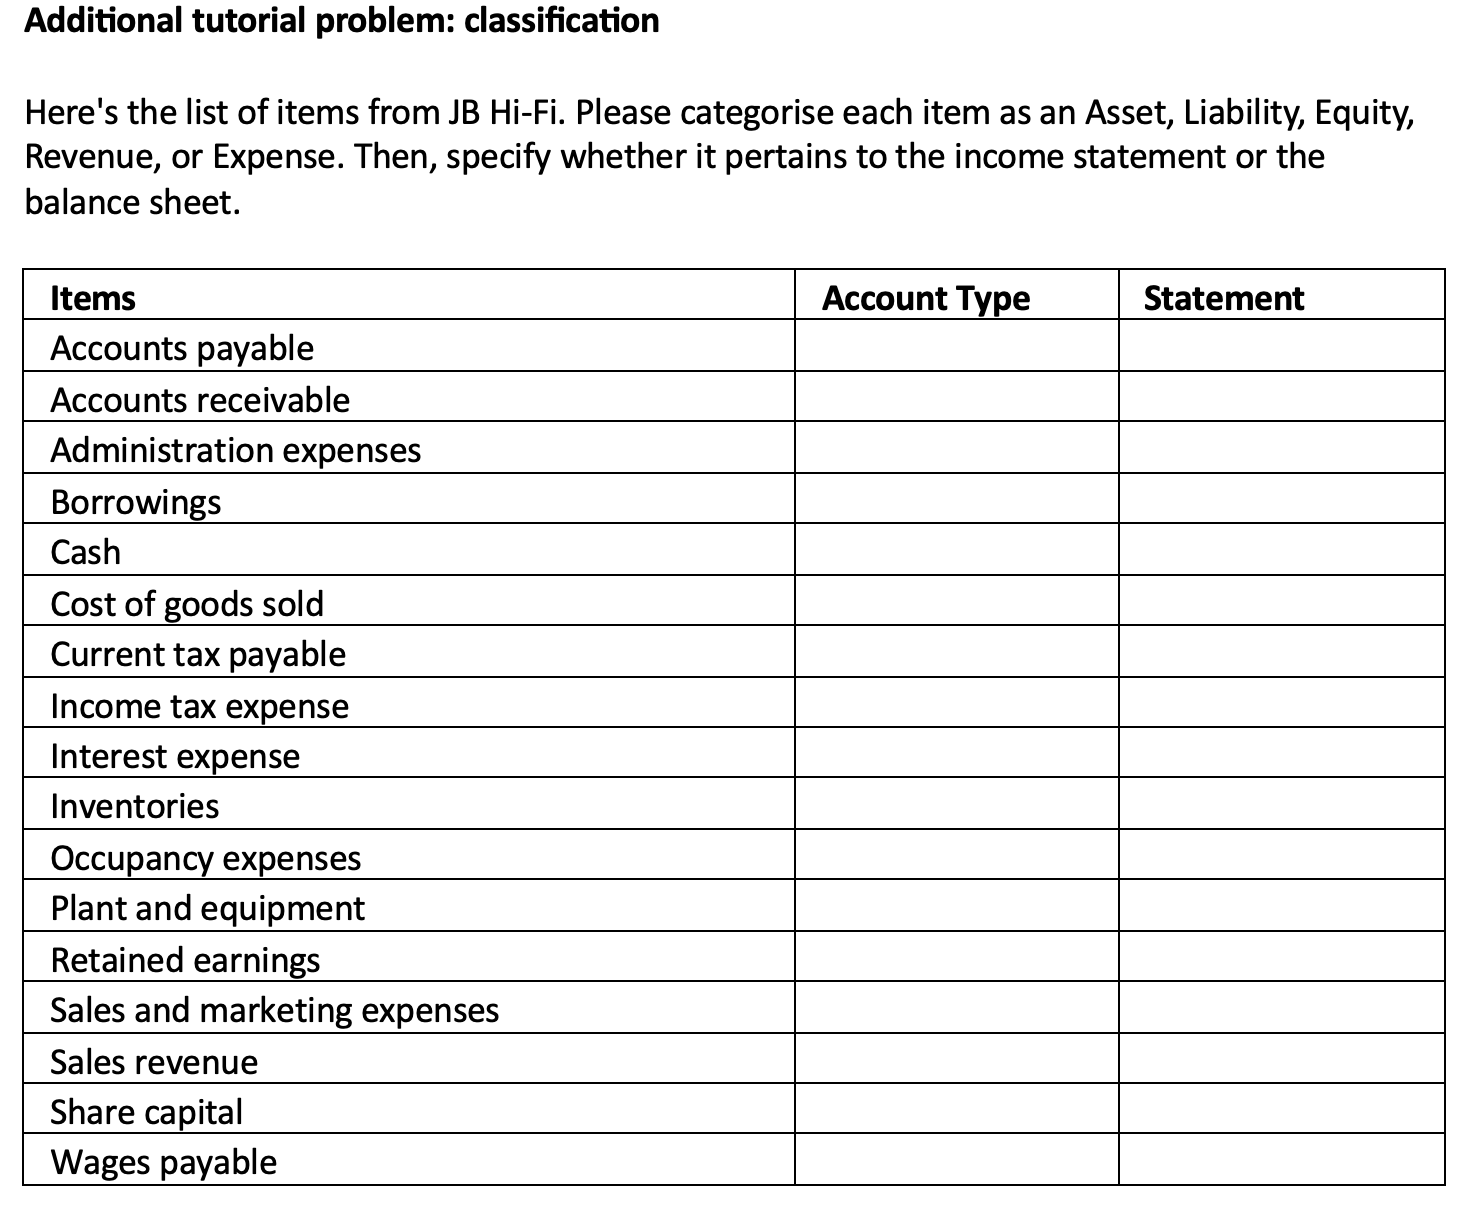 Additional tutorial problem: classification
Here's the list of items from JB Hi-Fi. Please categorise each item as an Asset, Liability, Equity,
Revenue, or Expense. Then, specify whether it pertains to the income statement or the
balance sheet.
Items Account Type Statement
Accounts payable
Accounts receivable
Administration expenses
Borrowings
Cash
Cost of goods sold
Current tax payable
Income tax expense
Interest expense
Inventories
Occupancy expenses
Plant and equipment
Retained earnings
Sales and marketing expenses
Sales revenue
Share capital
Wages payable